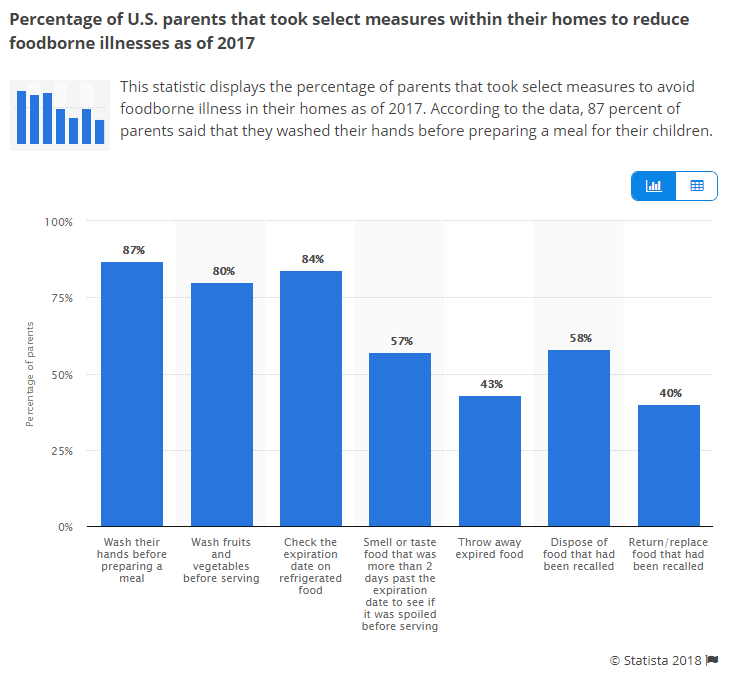 Percentage of U.S. parents that took select measures within their homes to reduce
foodborne illnesses as of 2017
This statistic displays the percentage of parents that took select measures to avoid
foodborne illness in their homes as of 2017. According to the data, 87 percent of
parents said that they washed their hands before preparing a meal for their children.
Percentage of parents
100%
75%
50%
25%
0%
87%
80%
84%
57%
43%
58%
40%
Wash their
hands before
preparing a
meal
Wash fruits
and
vegetables
before serving
Check the
expiration
date on
refrigerated
food
Smell or taste
food that was
more than 2
days past the
expiration
date to see if
it was spoiled
before serving
Throw away
expired food
Dispose of
food that had
been recalled
Return/replace
food that had
been recalled
© Statista 2018